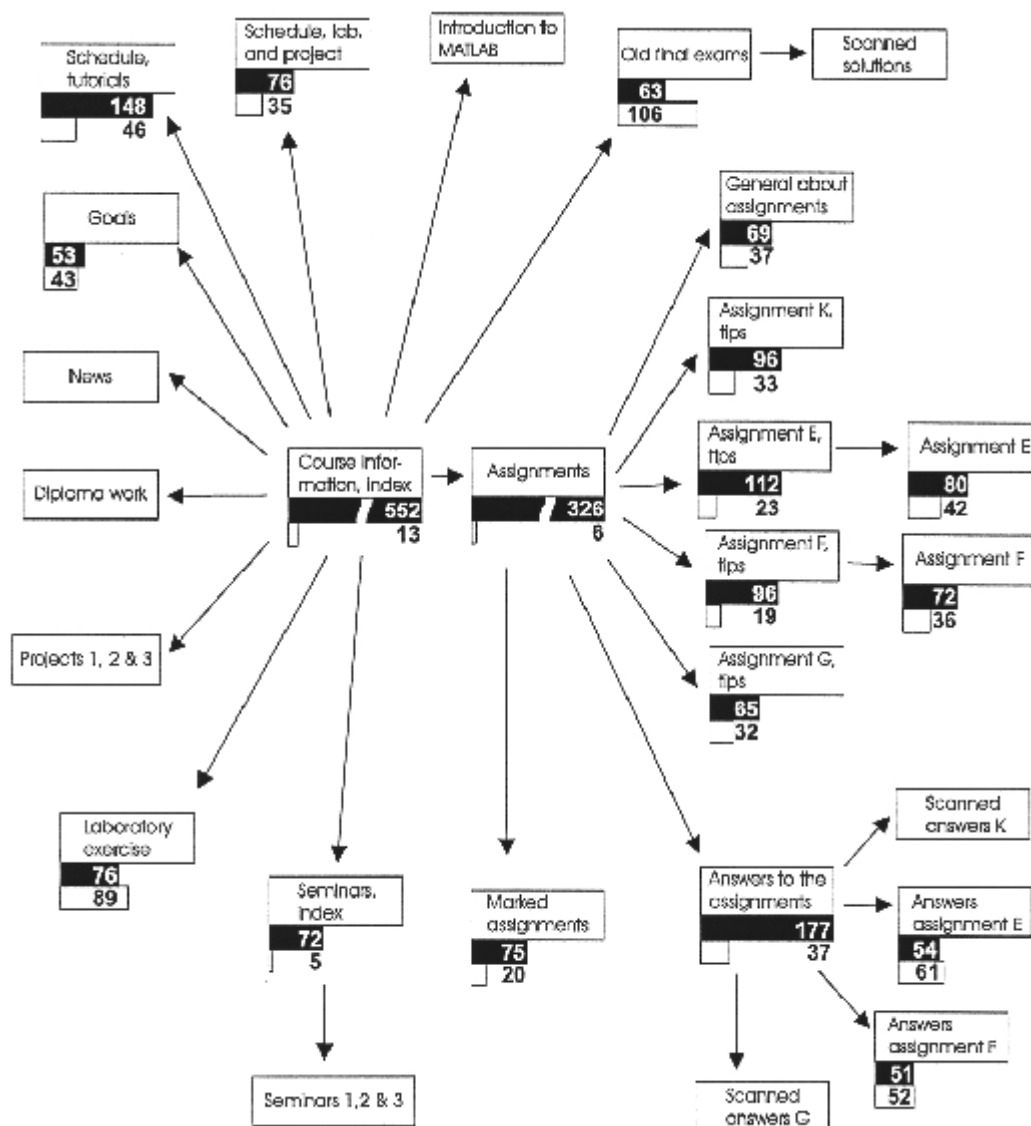 Schedule,
tutorials
148
46
Schedule, lab,
and project
76
35
Introduction to
MATLAB
Old final exams
63
106
Scanned
solutions
Goals
53
43
General about
assignments
69
37
Assignment K,
tips
96
33
News
Course infor-
mation, index
552
13
Assignments
326
6
Assignment E,
tips
112
23
Assignment E
80
42
Diploma work
Assignment F,
tips
96
19
Assignment F
72
36
Projects 1, 2 & 3
Assignment G,
tips
65
32
Laboratory
exercise
76
89
Seminars,
index
72
5
Marked
assignments
75
20
Answers to the
assignments
177
37
Scanned
answers K
Answers
assignment E
54
61
Answers
assignment F
51
52
Seminars 1,2 & 3
Scanned
answers G